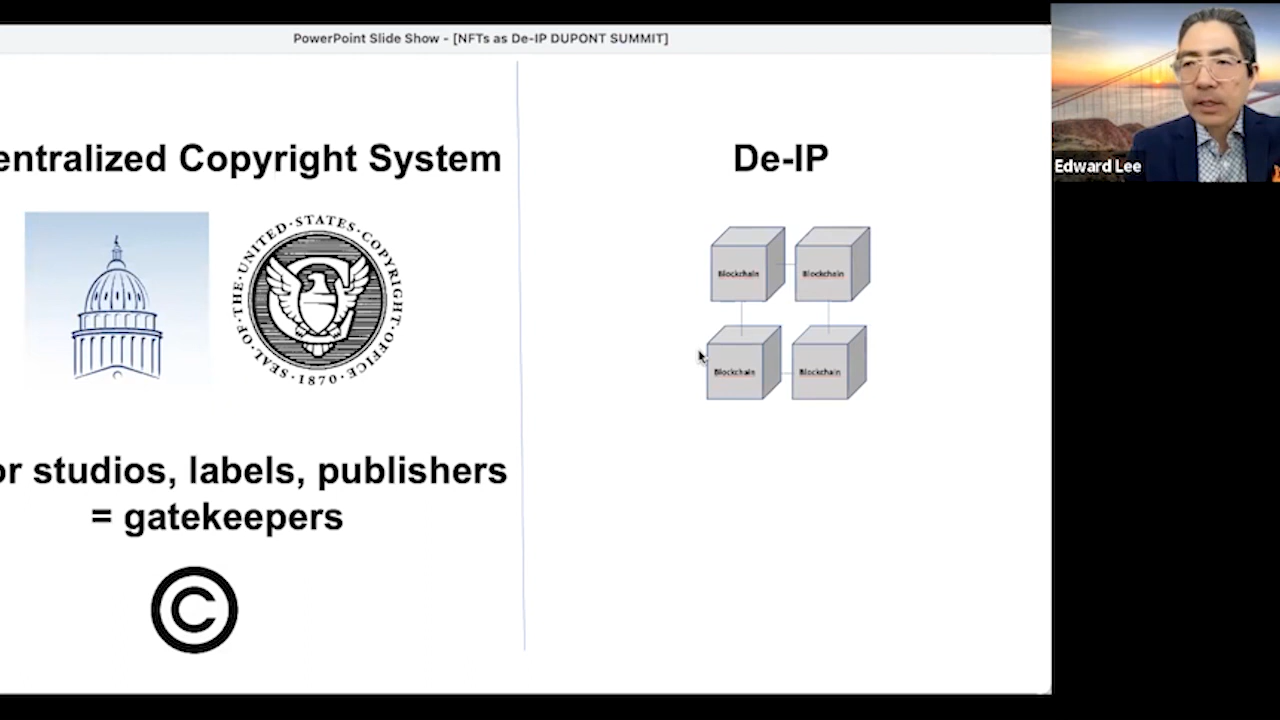 PowerPoint Slide Show - [NFTs as De-IP DUPONT SUMMIT]
entralized Copyright System
De-IP
SEAL·OF·THE·UNITED·STATES·COPYRIGHT·OFFICE·
·1870·
Blockchain
Blockchain
Blockchain
Blockchain
or studios, labels, publishers
= gatekeepers
©
Edward Lee